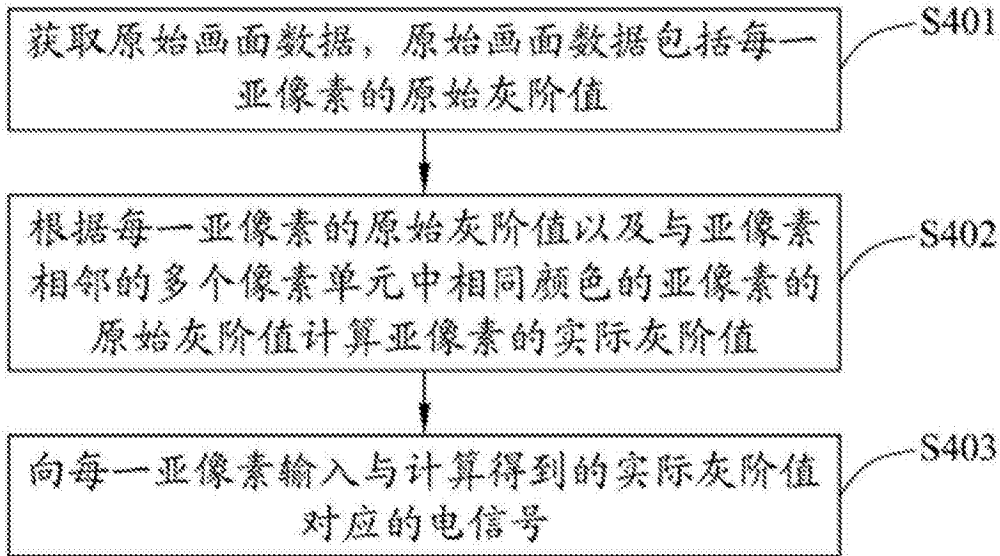 获取原始画面数据，原始画面数据包括每一
亚像素的原始灰阶值
S401
根据每一亚像素的原始灰阶值以及与亚像素
相邻的多个像素单元中相同颜色的亚像素的
原始灰阶值计算亚像素的实际灰阶值
S402
向每一亚像素输入与计算得到的实际灰阶值
对应的电信号
S403